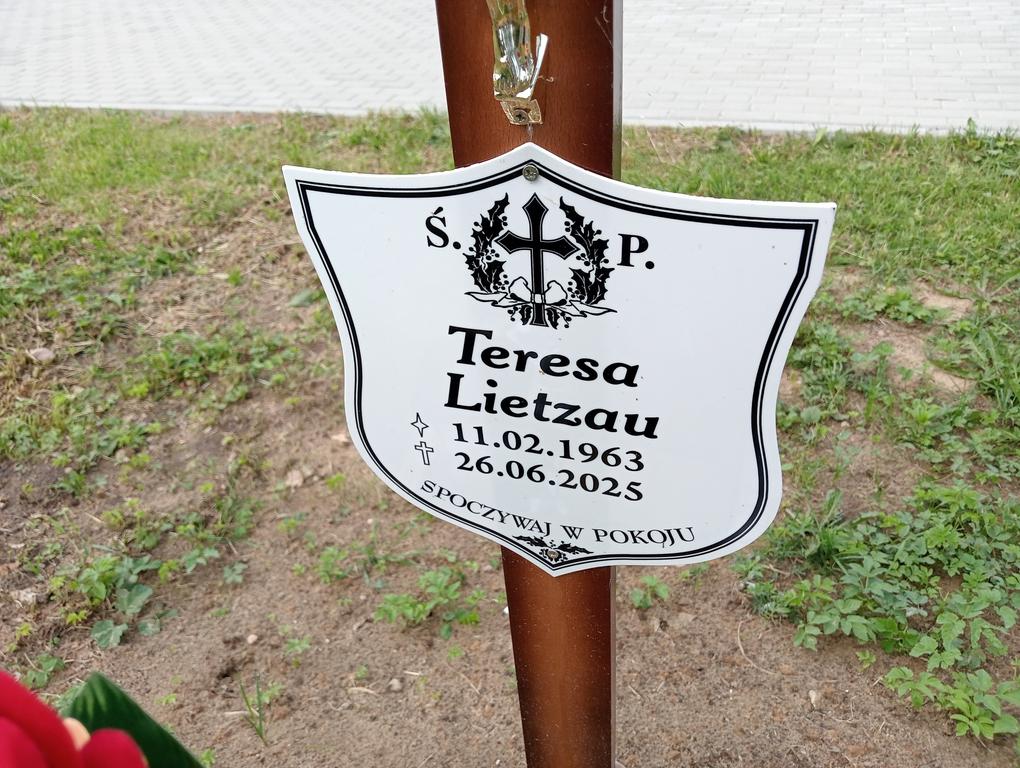 Ś. P.
Teresa
Lietzau
11.02.1963
26.06.2025
SPOCZYWAJ W POKOJU